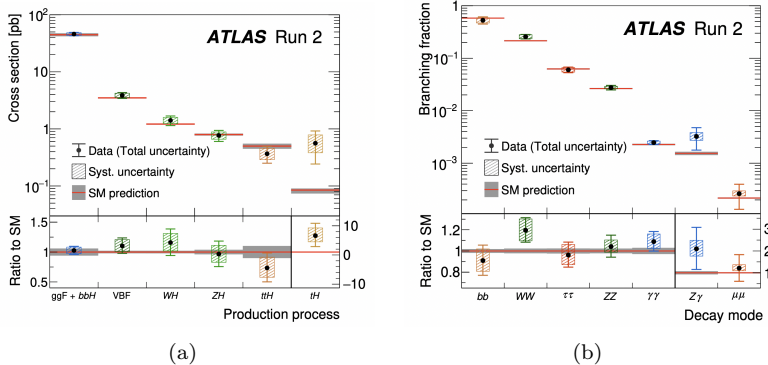 ATLAS Run 2
Cross section [pb]
10²
10
1
10⁻¹
Data (Total uncertainty)
Syst. uncertainty
SM prediction
Ratio to SM
1.5
1
0.5
10
0
−10
ggF + bbH VBF WH ZH ttH tH
Production process
(a)
ATLAS Run 2
Branching fraction
1
10⁻¹
10⁻²
10⁻³
Data (Total uncertainty)
Syst. uncertainty
SM prediction
Ratio to SM
1.2
1
0.8
3
2
1
bb WW ττ ZZ γγ Zγ μμ
Decay mode
(b)